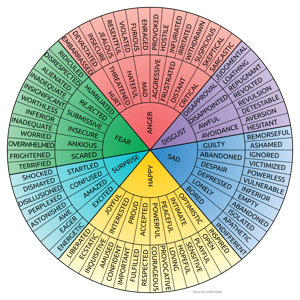 ANGER
DISGUST
SAD
HAPPY
SURPRISE
FEAR
HURT
THREATENED
HATEFUL
MAD
AGGRESSIVE
FRUSTRATED
DISTANT
CRITICAL
DISAPPROVAL
DISAPPOINTED
AWFUL
AVOIDANCE
GUILTY
ABANDONED
DESPAIR
DEPRESSED
LONELY
BORED
OPTIMISTIC
INTIMATE
PEACEFUL
POWERFUL
ACCEPTED
PROUD
INTERESTED
JOYFUL
EXCITED
AMAZED
CONFUSED
STARTLED
SCARED
ANXIOUS
INSECURE
SUBMISSIVE
REJECTED
HUMILIATED
EMBARRASSED
DEVASTATED
INSECURE
JEALOUS
RESENTFUL
VIOLATED
FURIOUS
ENRAGED
PROVOKED
HOSTILE
INFURIATED
IRRITATED
WITHDRAWN
SUSPICIOUS
SKEPTICAL
SARCASTIC
JUDGMENTAL
LOATHING
REPUGNANT
REVOLTED
REVULSION
DETESTABLE
AVERSION
HESITANT
REMORSEFUL
ASHAMED
IGNORED
VICTIMIZED
POWERLESS
VULNERABLE
INFERIOR
EMPTY
ABANDONED
ISOLATED
APATHETIC
INDIFFERENT
INSPIRED
OPEN
PLAYFUL
SENSITIVE
HOPEFUL
LOVING
PROVOCATIVE
COURAGEOUS
FULFILLED
RESPECTED
CONFIDENT
IMPORTANT
INQUISITIVE
AMUSED
ECSTATIC
LIBERATED
ENERGETIC
EAGER
AWE
ASTONISHED
PERPLEXED
DISILLUSIONED
DISMAYED
SHOCKED
TERRIFIED
FRIGHTENED
OVERWHELMED
WORRIED
INADEQUATE
INFERIOR
WORTHLESS
INSIGNIFICANT
INADEQUATE
ALIENATED
DISRESPECTED
RIDICULED
Source unknown